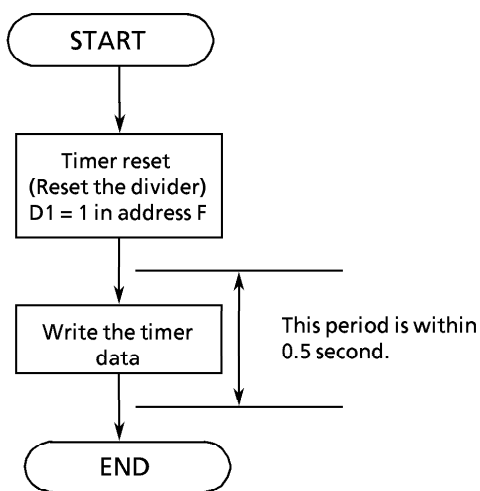 START
Timer reset
(Reset the divider)
D1 = 1 in address F
Write the timer
data
This period is within
0.5 second.
END